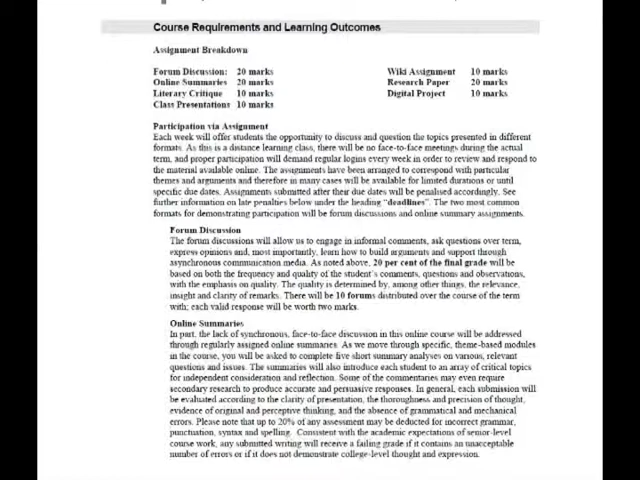 Course Requirements and Learning Outcomes
Assignment Breakdown
Forum Discussion: 20 marks Wiki Assignment 10 marks
Online Summaries 20 marks Research Paper 20 marks
Literary Critique 10 marks Digital Project 10 marks
Class Presentations 10 marks
Participation via Assignment
Each week will offer students the opportunity to discuss and question the topics presented in different
formats. As this is a distance learning class, there will be no face-to-face meetings during the actual
term, and proper participation will demand regular logins every week in order to review and respond to
the material available online. The assignments have been arranged to correspond with particular
themes and arguments and therefore in many cases will be available for limited durations or until
specific due dates. Assignments submitted after their due dates will be penalised accordingly. See
further information on late penalties below under the heading “deadlines”. The two most common
formats for demonstrating participation will be forum discussions and online summary assignments.
Forum Discussion
The forum discussions will allow us to engage in informal comments, ask questions over term,
express opinions and, most importantly, learn how to build arguments and support through
asynchronous communication media. As noted above, 20 per cent of the final grade will be
based on both the frequency and quality of the student’s comments, questions and observations,
with the emphasis on quality. The quality is determined by, among other things, the relevance,
insight and clarity of remarks. There will be 10 forums distributed over the course of the term
with; each valid response will be worth two marks.
Online Summaries
In part, the lack of synchronous, face-to-face discussion in this online course will be addressed
through regularly assigned online summaries. As we move through specific, theme-based modules
in the course, you will be asked to complete five short summary analyses on various, relevant
questions and issues. The summaries will also introduce each student to an array of critical topics
for independent consideration and reflection. Some of the commentaries may even require
secondary research to produce accurate and persuasive responses. In general, each submission will
be evaluated according to the clarity of presentation, the thoroughness and precision of thought,
evidence of original and perceptive thinking, and the absence of grammatical and mechanical
errors. Please note that up to 20% of any assessment may be deducted for incorrect grammar,
punctuation, syntax and spelling. Consistent with the academic expectations of senior-level
course work, any submitted writing will receive a failing grade if it contains an unacceptable
number of errors or if it does not demonstrate college-level thought and expression.